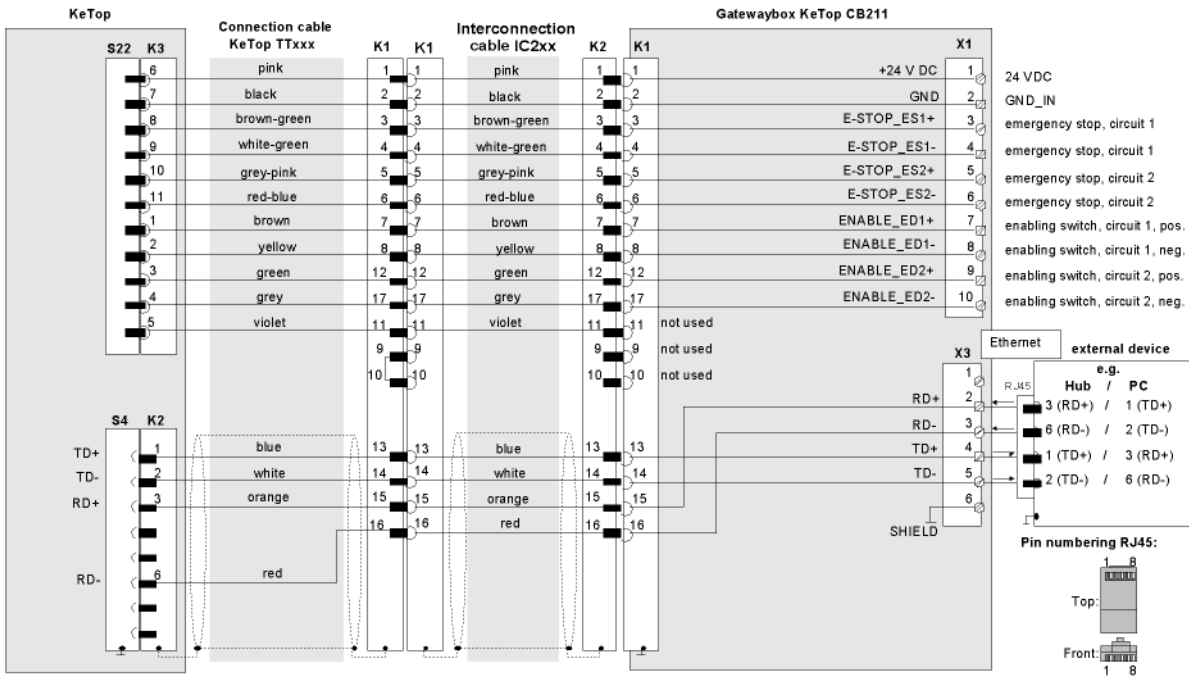 KeTop
Connection cable
KeTop TTxxx
Interconnection
cable IC2xx
Gatewaybox KeTop CB211
S22 K3 K1 K1 K2 K1 X1
6 pink 1 1 pink 1 1 +24 V DC 1 24 VDC
7 black 2 2 black 2 2 GND 2 GND_IN
8 brown-green 3 3 brown-green 3 3 E-STOP_ES1+ 3 emergency stop, circuit 1
9 white-green 4 4 white-green 4 4 E-STOP_ES1- 4 emergency stop, circuit 1
10 grey-pink 5 5 grey-pink 5 5 E-STOP_ES2+ 5 emergency stop, circuit 2
11 red-blue 6 6 red-blue 6 6 E-STOP_ES2- 6 emergency stop, circuit 2
1 brown 7 7 brown 7 7 ENABLE_ED1+ 7 enabling switch, circuit 1, pos.
2 yellow 8 8 yellow 8 8 ENABLE_ED1- 8 enabling switch, circuit 1, neg.
3 green 12 12 green 12 12 ENABLE_ED2+ 9 enabling switch, circuit 2, pos.
4 grey 17 17 grey 17 17 ENABLE_ED2- 10 enabling switch, circuit 2, neg.
5 violet 11 11 violet 11 11 not used
9 9 9 9 not used
10 10 10 10 not used
Ethernet
external device
e.g.
X3
RJ45 Hub / PC
1
RD+ 2 3 (RD+) / 1 (TD+)
RD- 3 6 (RD-) / 2 (TD-)
TD+ 4 1 (TD+) / 3 (RD+)
TD- 5 2 (TD-) / 6 (RD-)
6
SHIELD
S4 K2
TD+ 1 blue 13 13 blue 13 13
TD- 2 white 14 14 white 14 14
RD+ 3 orange 15 15 orange 15 15
16 16 red 16 16
RD- 6 red
Pin numbering RJ45:
1 8
Top:
Front:
1 8